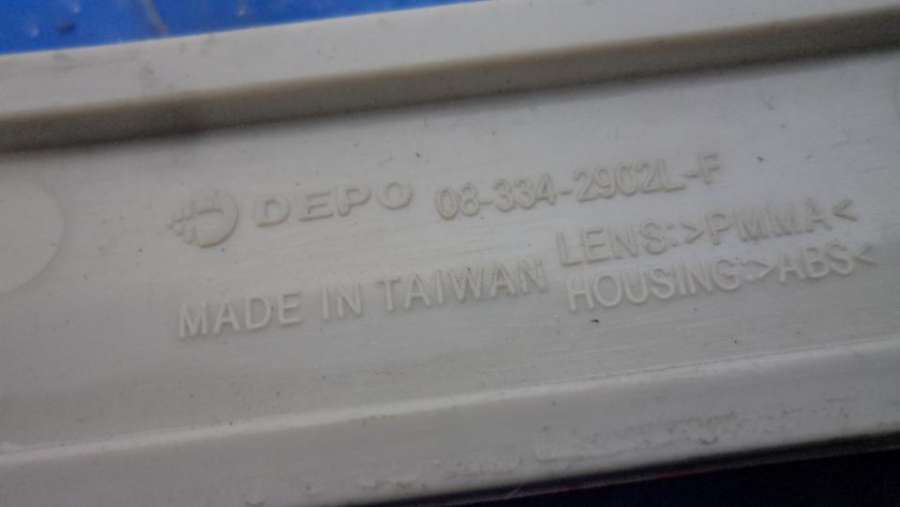 DEPO 08-334-2902L-F
MADE IN TAIWAN LENS:>PMMA<
HOUSING:>ABS<